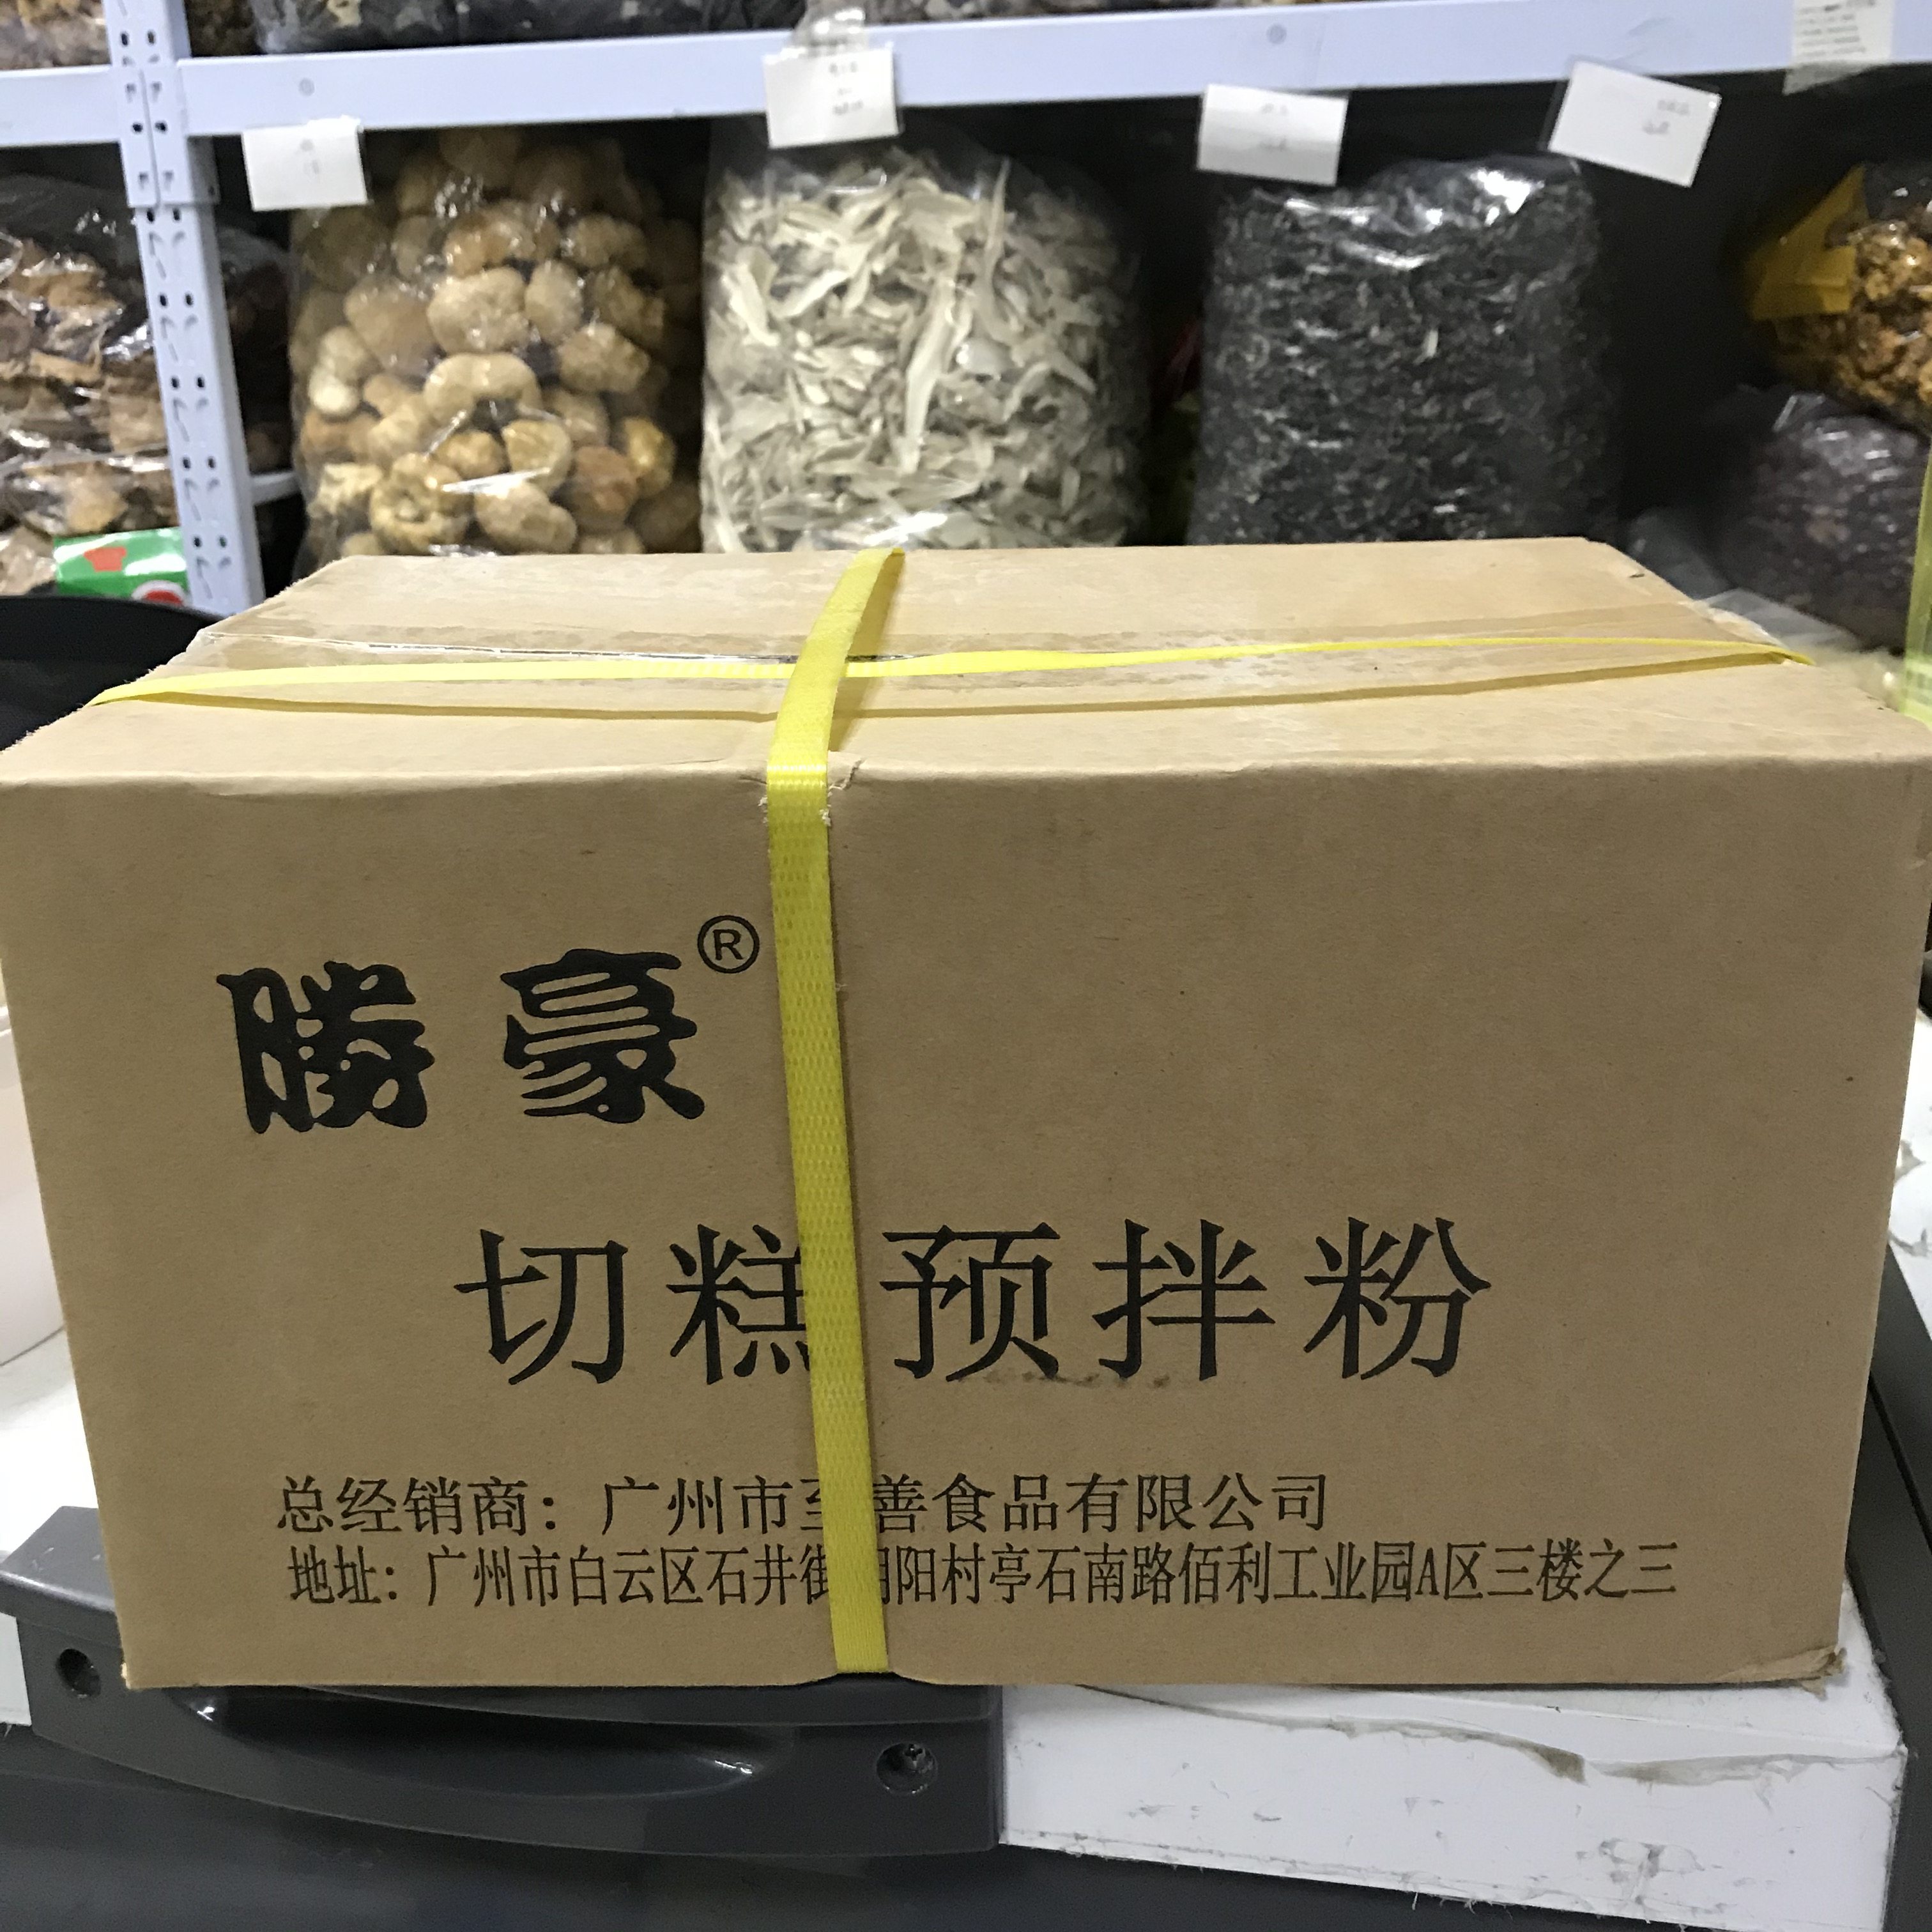 勝豪®
切糕预拌粉
总经销商：广州市至善食品有限公司
地址：广州市白云区石井街朝阳村亭石南路佰利工业园A区三楼之三